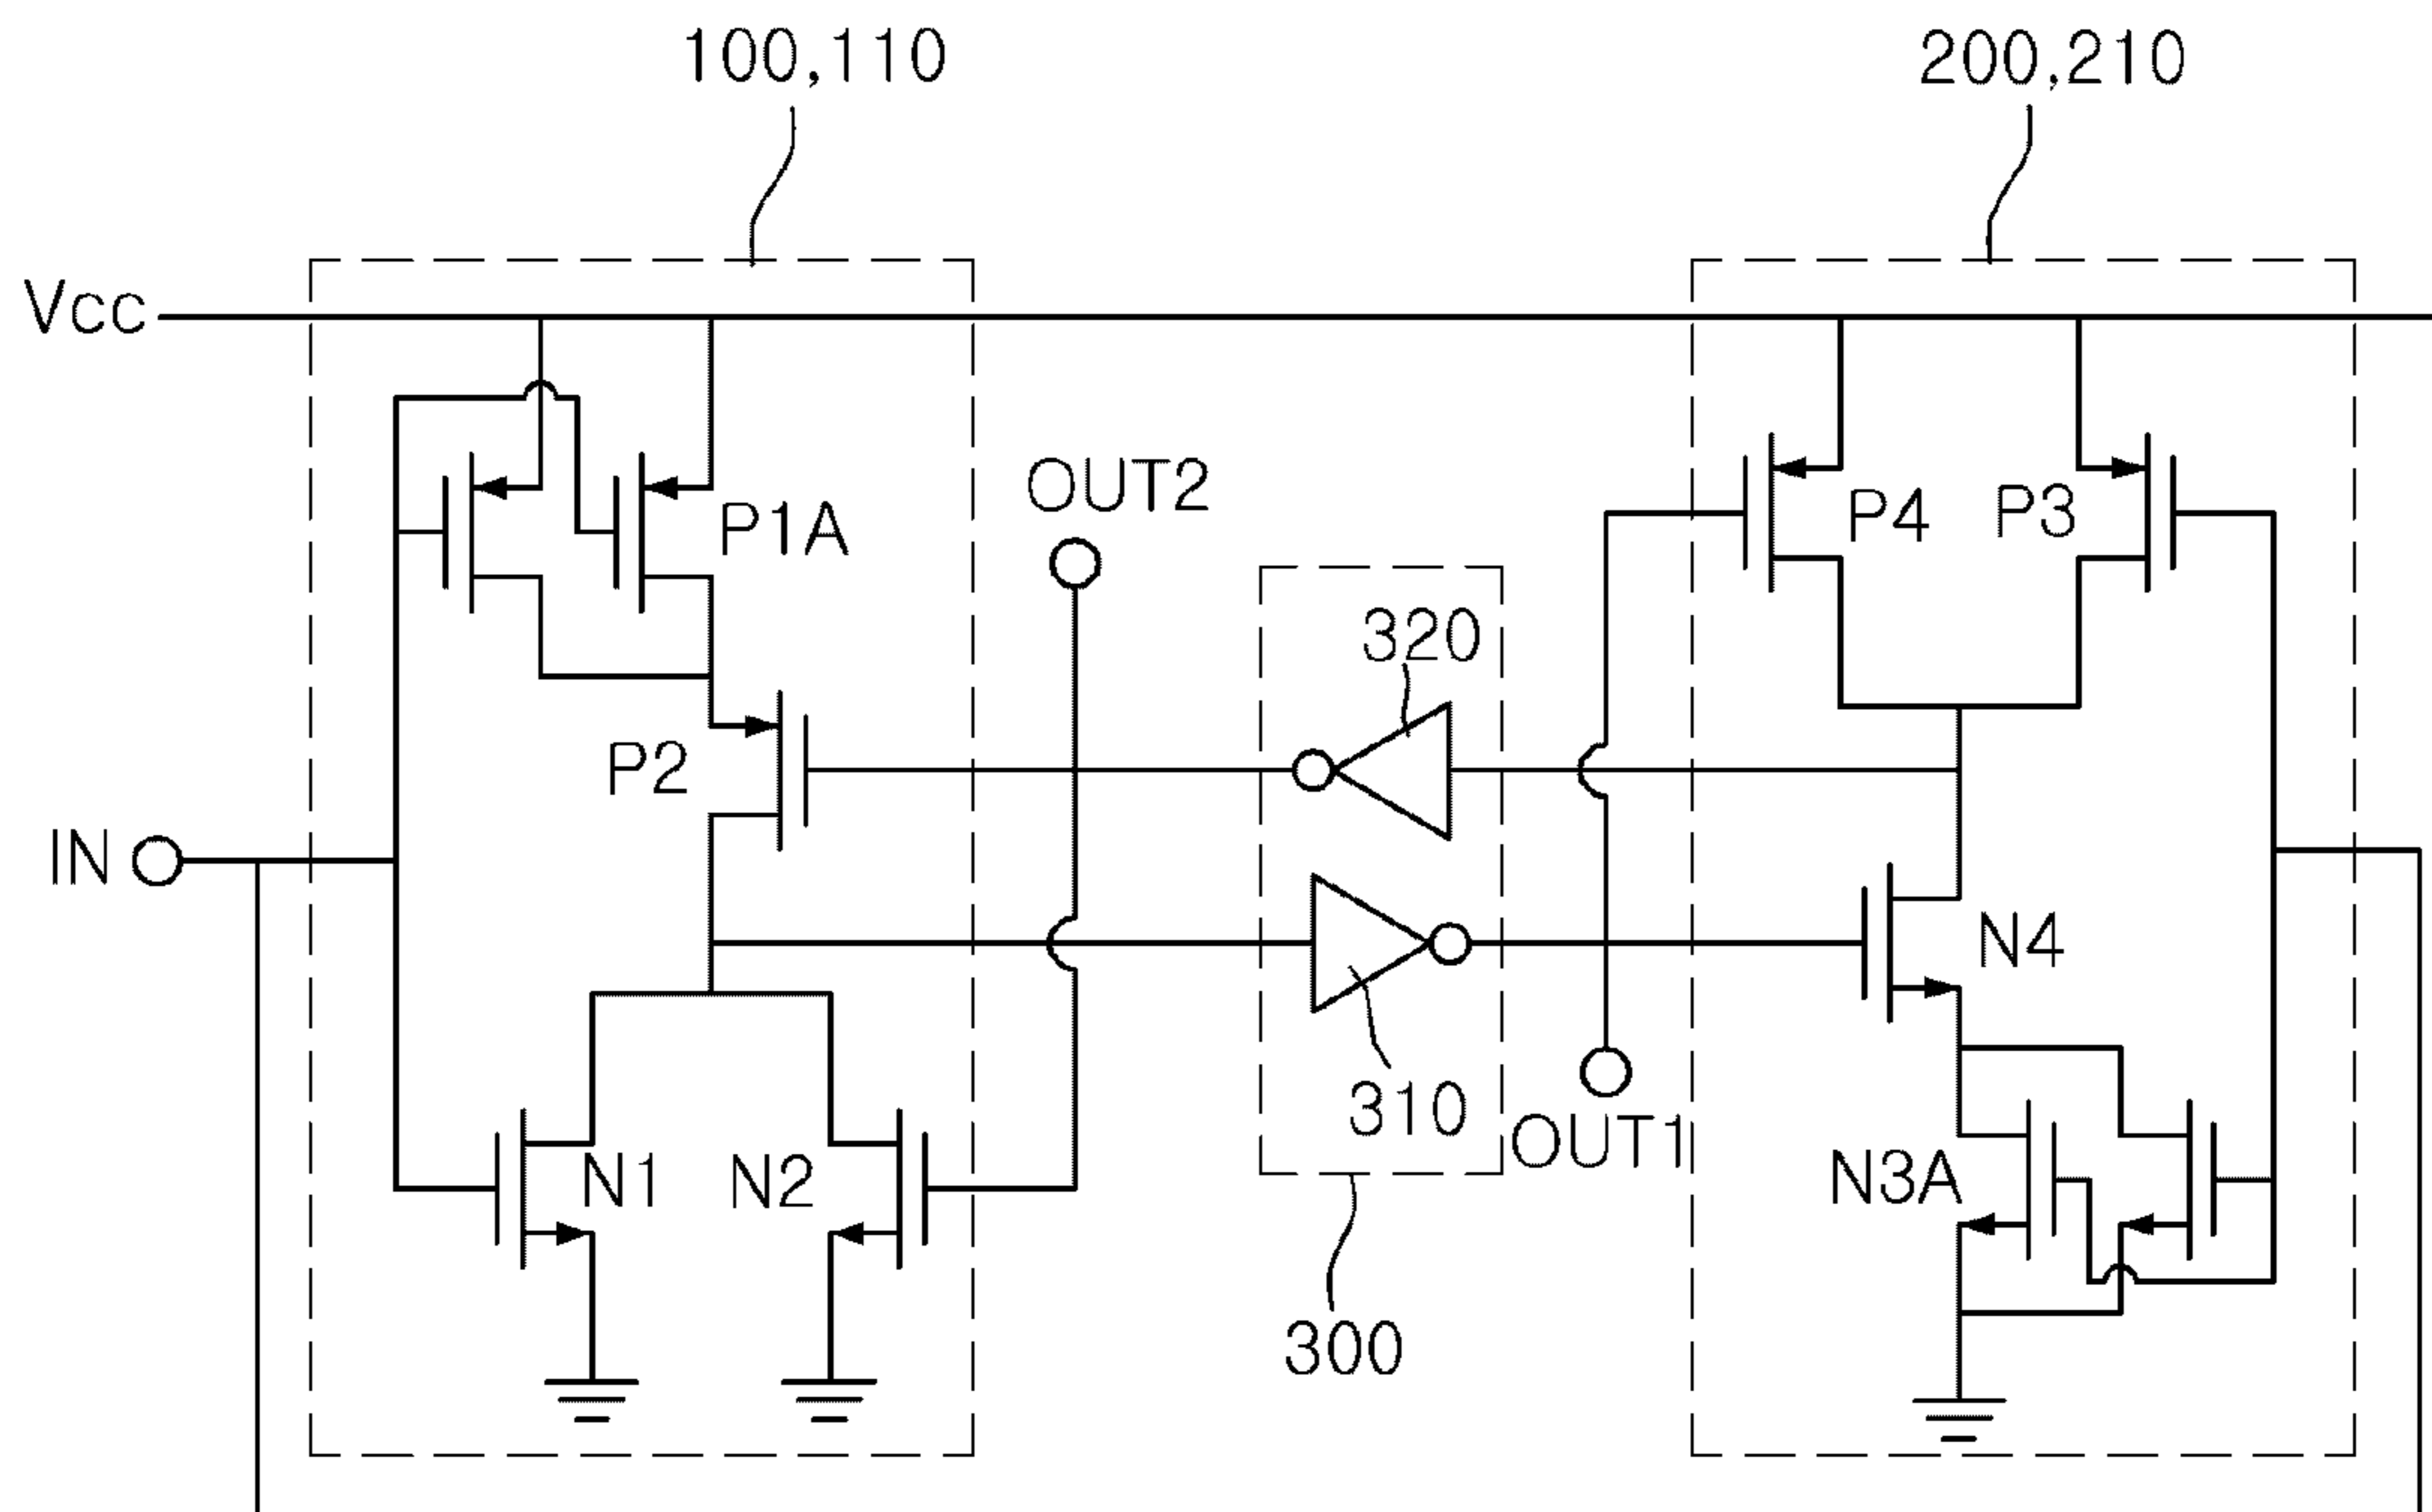 100,110
200,210
Vcc
OUT2
P1A
P4
P3
320
P2
IN
N4
310
OUT1
N1
N2
N3A
300